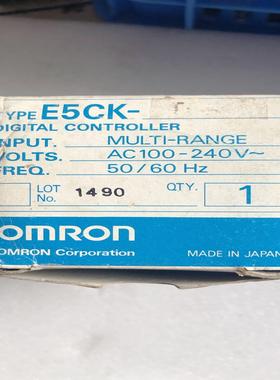 TYPE E5CK-
DIGITAL CONTROLLER
INPUT. MULTI-RANGE
VOLTS. AC100-240V~
FREQ. 50/60 Hz
LOT No. 1490 QTY. 1
OMRON
OMRON Corporation MADE IN JAPAN